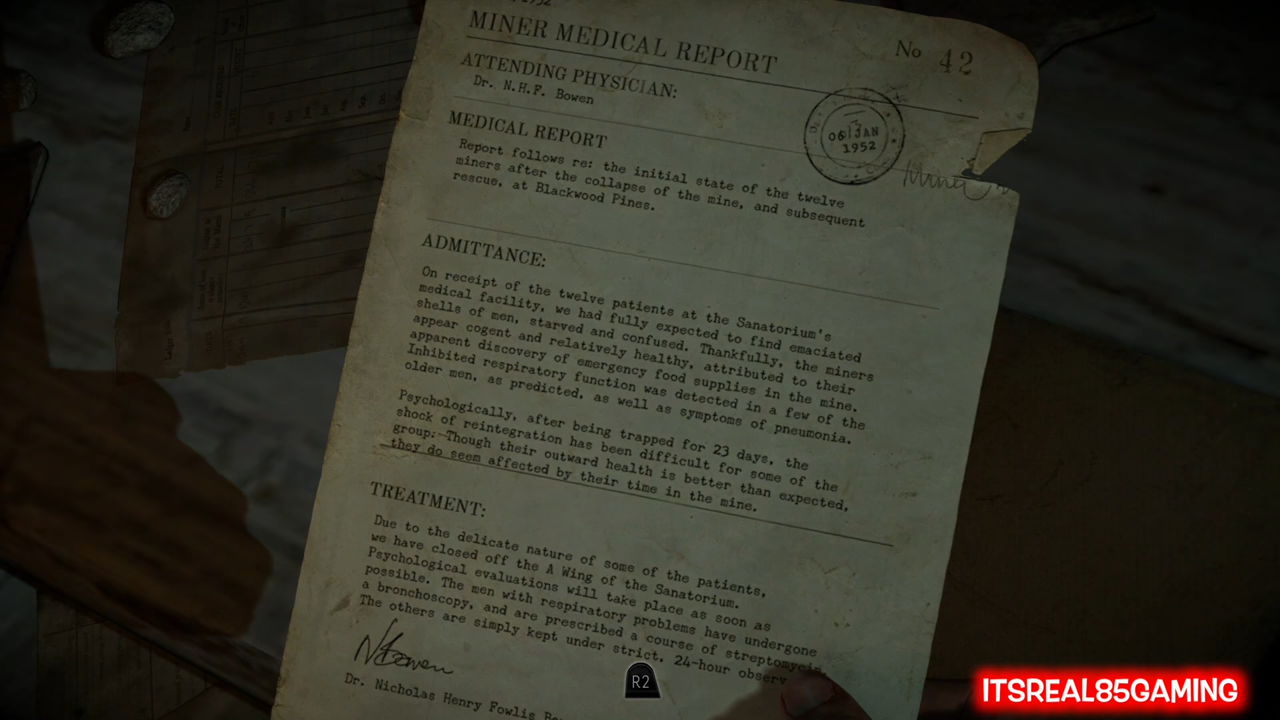 1952
MINER MEDICAL REPORT
No 42
ATTENDING PHYSICIAN:
Dr. N.H.F. Bowen
06 JAN
1952
MEDICAL REPORT
Report follows re: the initial state of the twelve
miners after the collapse of the mine, and subsequent
rescue, at Blackwood Pines.
Miner
ADMITTANCE:
On receipt of the twelve patients at the Sanatorium's
medical facility, we had fully expected to find emaciated
shells of men, starved and confused. Thankfully, the miners
appear cogent and relatively healthy, attributed to their
apparent discovery of emergency food supplies in the mine.
Inhibited respiratory function was detected in a few of the
older men, as predicted, as well as symptoms of pneumonia.
Psychologically, after being trapped for 23 days, the
shock of reintegration has been difficult for some of the
group: Though their outward health is better than expected,
they do seem affected by their time in the mine.
TREATMENT:
Due to the delicate nature of some of the patients,
we have closed off the A Wing of the Sanatorium.
Psychological evaluations will take place as soon as
possible. The men with respiratory problems have undergone
a bronchoscopy, and are prescribed a course of streptomycin
The others are simply kept under strict, 24-hour observ
NBowen
Dr. Nicholas Henry Fowlis Bo
R2
ITSREAL85GAMING